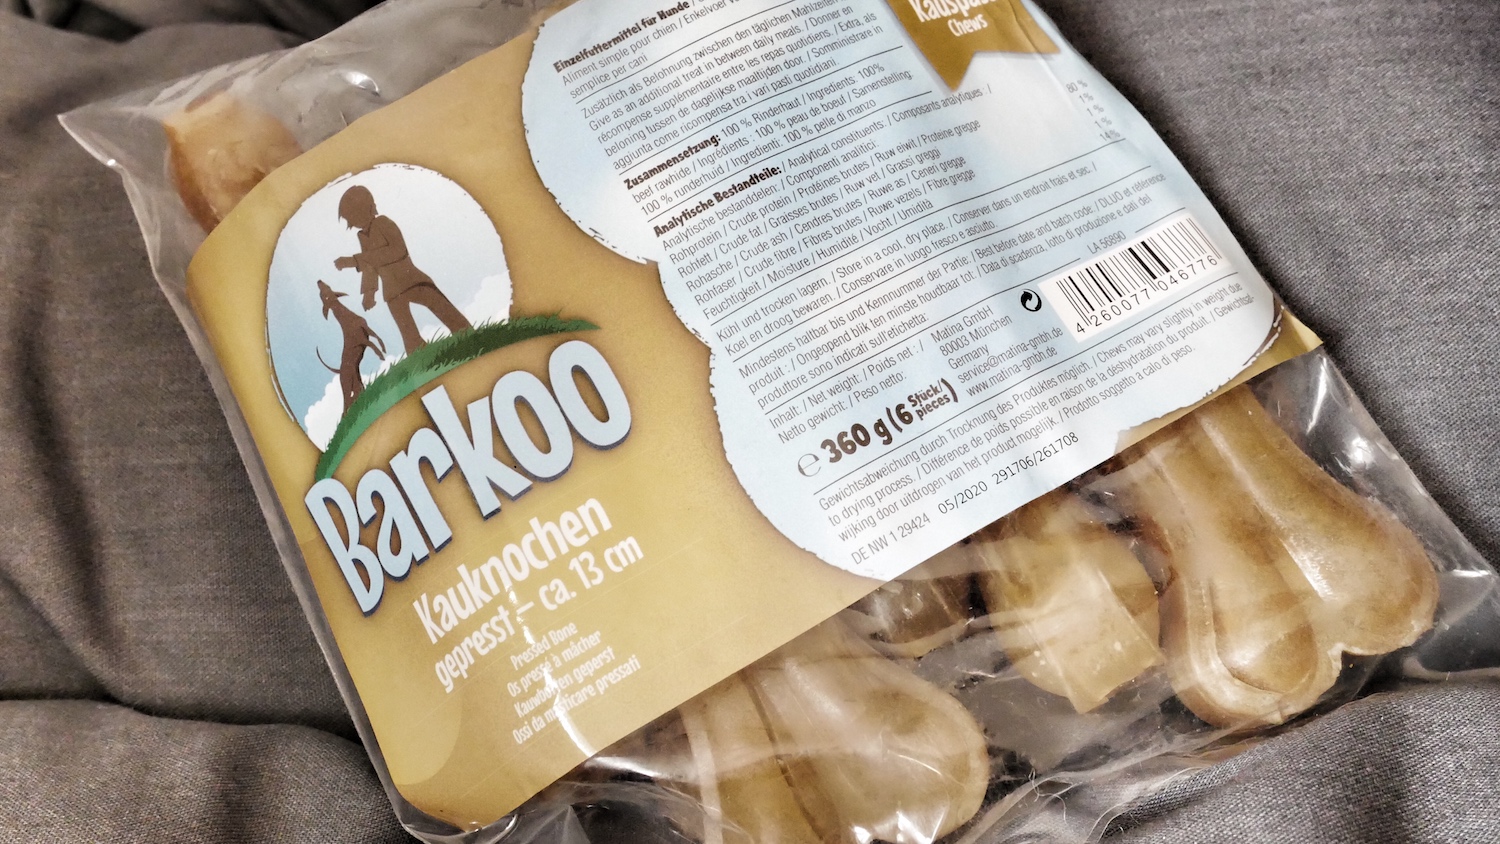 Barkoo
Kauknochen
gepresst – ca. 13 cm
Pressed Bone
Os pressé à mâcher
geperst
Ossi da masticare pressati
Chews
Einzelfuttermittel für Hunde /
Aliment simple pour chien / Enkelvoer
semplice per cani
Zusätzlich als Belohnung zwischen den täglichen Mahlzeiten
Give as an additional treat in between daily meals. / Donner en
récompense supplémentaire entre les repas quotidiens. / Extra, als
beloning tussen de dagelijkse maaltijden door. / Somministrare in
aggiunta come ricompensa tra i vari pasti quotidiani.
Zusammensetzung: 100 % Rinderhaut / Ingredients: 100%
beef rawhide / Ingrédients : 100 % peau de boeuf / Samenstelling:
100 % runderhuid / Ingredienti: 100 % pelle di manzo
Analytische Bestandteile: / Analytical constituents: / Composants analytiques : /
Analytische bestanddelen: / Componenti analitici:
Rohprotein / Crude protein / Protéines brutes / Ruw eiwit / Proteine gregge 80 %
Rohfett / Crude fat / Graisses brutes / Ruw vet / Grassi greggi 1%
Rohasche / Crude ash / Cendres brutes / Ruwe as / Ceneri gregge 1 %
Rohfaser / Crude fibre / Fibres brutes / Ruwe vezels / Fibre gregge 1 %
Feuchtigkeit / Moisture / Humidité / Vocht / Umidità 14%
Kühl und trocken lagern. / Store in a cool, dry place. / Conserver dans un endroit frais et sec. /
Koel en droog bewaren. / Conservare in luogo fresco e asciutto.
Mindestens haltbar bis und Kennnummer der Partie: / Best before date and batch code: / DLUO et référence
produit : / Ongeopend blik ten minste houdbaar tot: / Data di scadenza, lotto di produzione e dati del
produttore sono indicati sull'etichetta:
Inhalt: / Net weight: / Poids net : /
Netto gewicht: / Peso netto:
℮ 360 g (6 Stück/ pieces)
Matina GmbH
80003 München
Germany
service@matina-gmbh.de
www.matina-gmbh.de
LA-56690
4 260077 046776
Gewichtsabweichung durch Trocknung des Produktes möglich. / Chews may vary slightly in weight due
to drying process. / Différence de poids possible en raison de la déshydratation du produit. / Gewichtsaf-
wijking door uitdrogen van het product mogelijk. / Prodotto soggetto a calo di peso.
DE NW 1 29424 05/2020 291706/261708